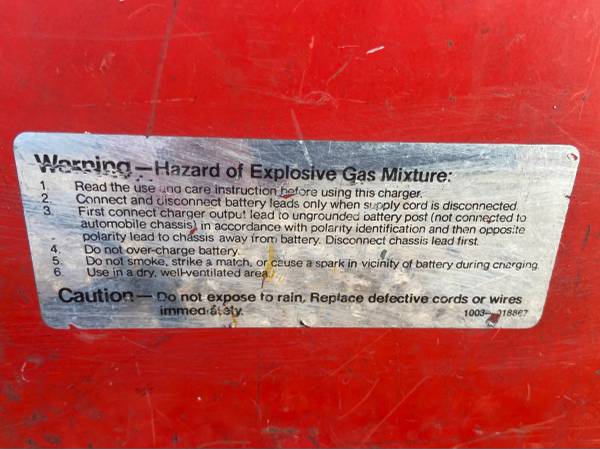 Warning — Hazard of Explosive Gas Mixture:
1. Read the use and care instruction before using this charger.
2. Connect and disconnect battery leads only when supply cord is disconnected.
3. First connect charger output lead to ungrounded battery post (not connected to
automobile chassis) in accordance with polarity identification and then opposite
polarity lead to chassis away from battery. Disconnect chassis lead first.
4. Do not over-charge battery.
5. Do not smoke, strike a match, or cause a spark in vicinity of battery during charging.
6. Use in a dry, well-ventilated area.
Caution — Do not expose to rain. Replace defective cords or wires
immediately.